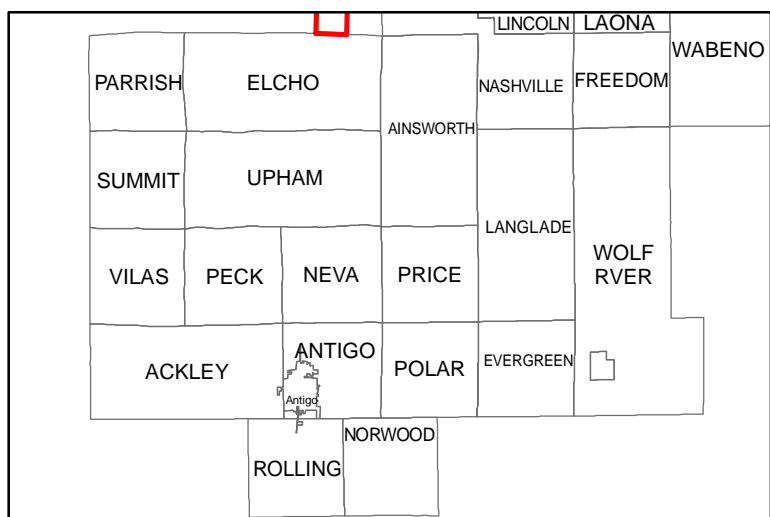 LINCOLN
LAONA
WABENO
PARRISH
ELCHO
NASHVILLE
FREEDOM
AINSWORTH
SUMMIT
UPHAM
LANGLADE
WOLF
RVER
VILAS
PECK
NEVA
PRICE
ANTIGO
ACKLEY
POLAR
EVERGREEN
Antigo
NORWOOD
ROLLING